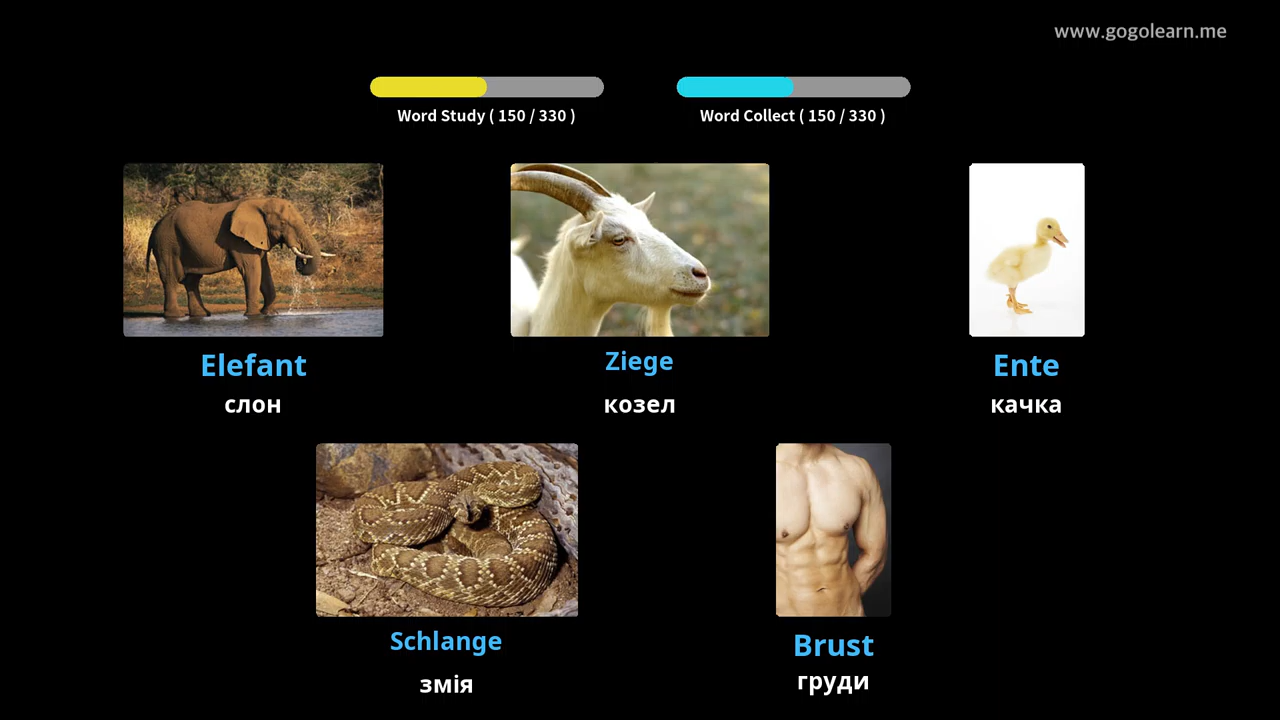 www.gogolearn.me
Word Study ( 150 / 330 )
Word Collect ( 150 / 330 )
Elefant
слон
Ziege
козел
Ente
качка
Schlange
змія
Brust
груди